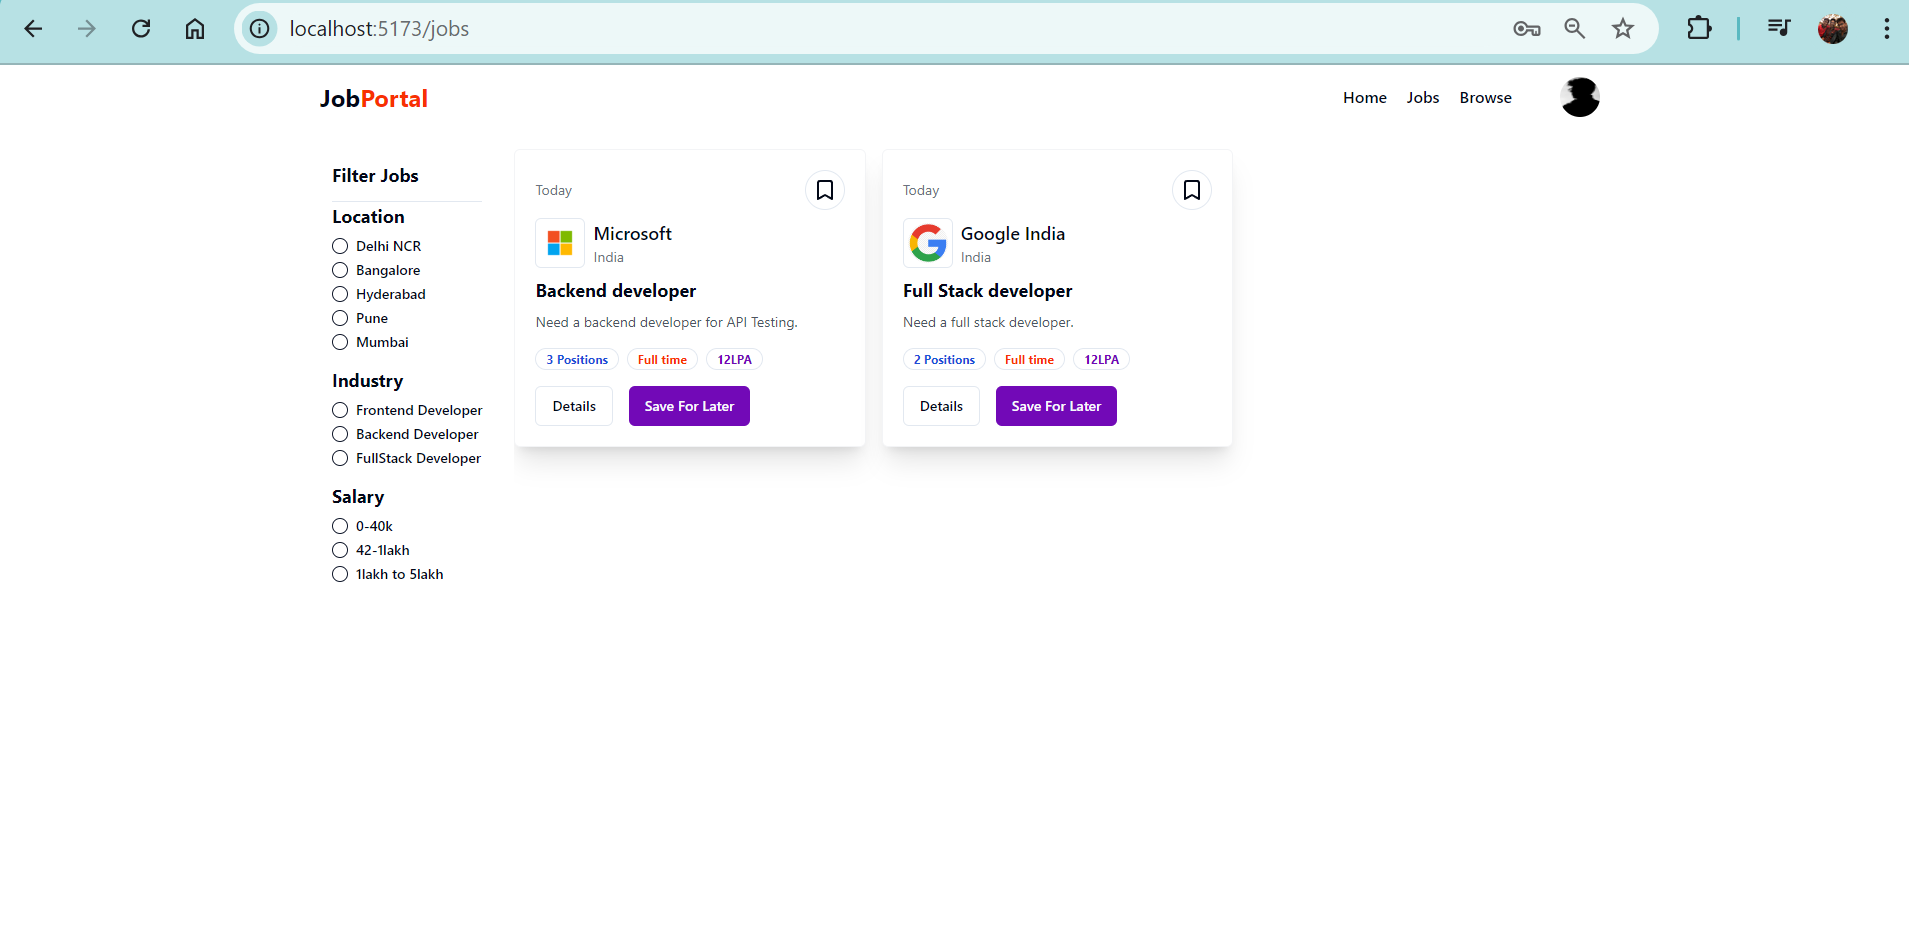 localhost:5173/jobs
JobPortal
Home Jobs Browse
Filter Jobs
Location
Delhi NCR
Bangalore
Hyderabad
Pune
Mumbai
Industry
Frontend Developer
Backend Developer
FullStack Developer
Salary
0-40k
42-1lakh
1lakh to 5lakh
Today
Microsoft
India
Backend developer
Need a backend developer for API Testing.
3 Positions Full time 12LPA
Details Save For Later
Today
Google India
India
Full Stack developer
Need a full stack developer.
2 Positions Full time 12LPA
Details Save For Later